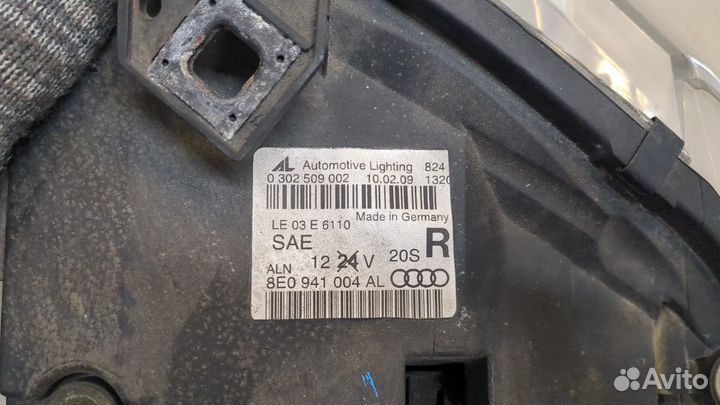 AL Automotive Lighting 824
0 302 509 002 10.02.09 1320
Made in Germany
LE 03 E 6110
SAE R
12 24 V 20S
ALN
8E0 941 004 AL
Avito